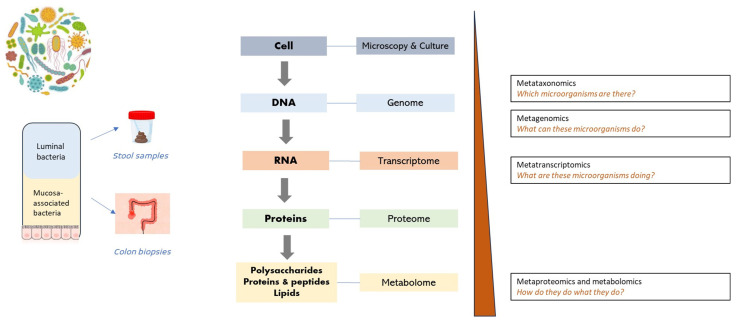 Luminal
bacteria
Mucosa-
associated
bacteria
Stool samples
Colon biopsies
Cell
Microscopy & Culture
DNA
Genome
RNA
Transcriptome
Proteins
Proteome
Polysaccharides
Proteins & peptides
Lipids
Metabolome
Metataxonomics
Which microorganisms are there?
Metagenomics
What can these microorganisms do?
Metatranscriptomics
What are these microorganisms doing?
Metaproteomics and metabolomics
How do they do what they do?